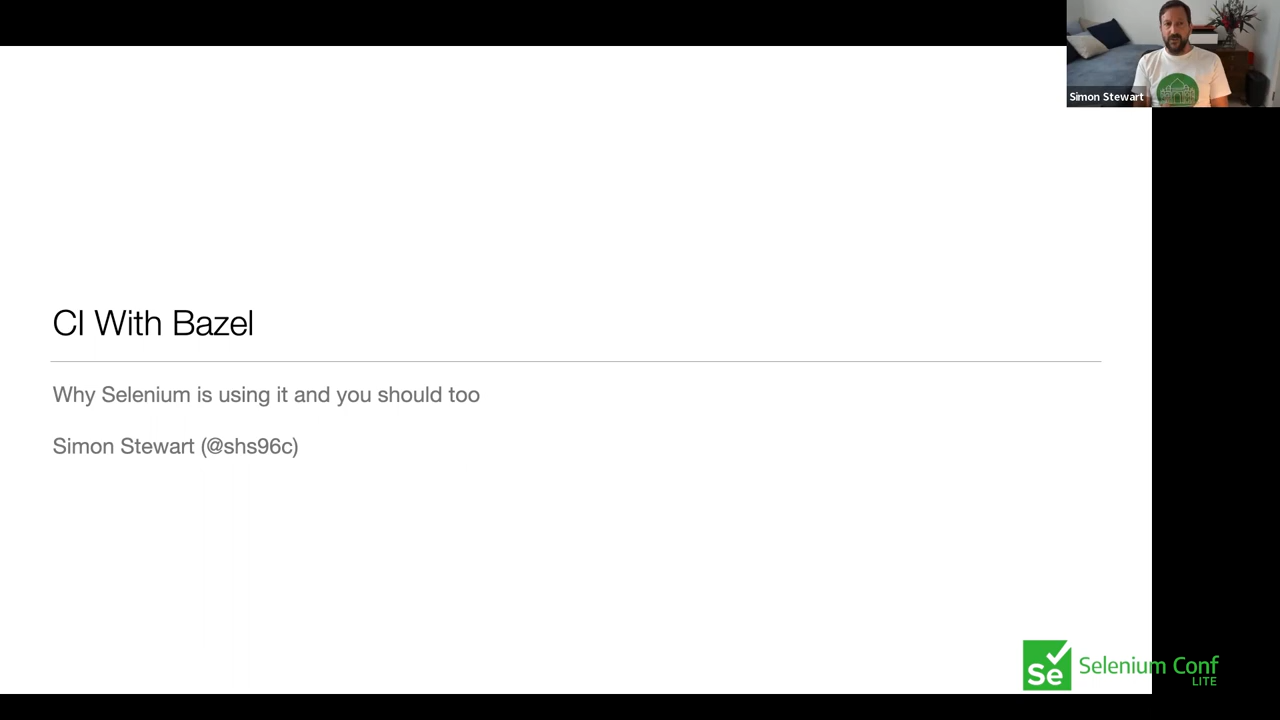 Simon Stewart
CI With Bazel
Why Selenium is using it and you should too
Simon Stewart (@shs96c)
Se
Selenium Conf
LITE